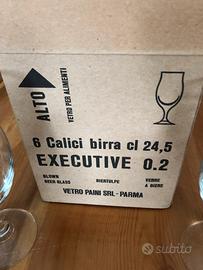 ALTO
VETRO PER ALIMENTI
6 Calici birra cl 24,5
EXECUTIVE 0.2
BLOWN
BEER GLASS
BIERTULPE
VERRE
A BIERE
VETRO PAINI SRL-PARMA
subito